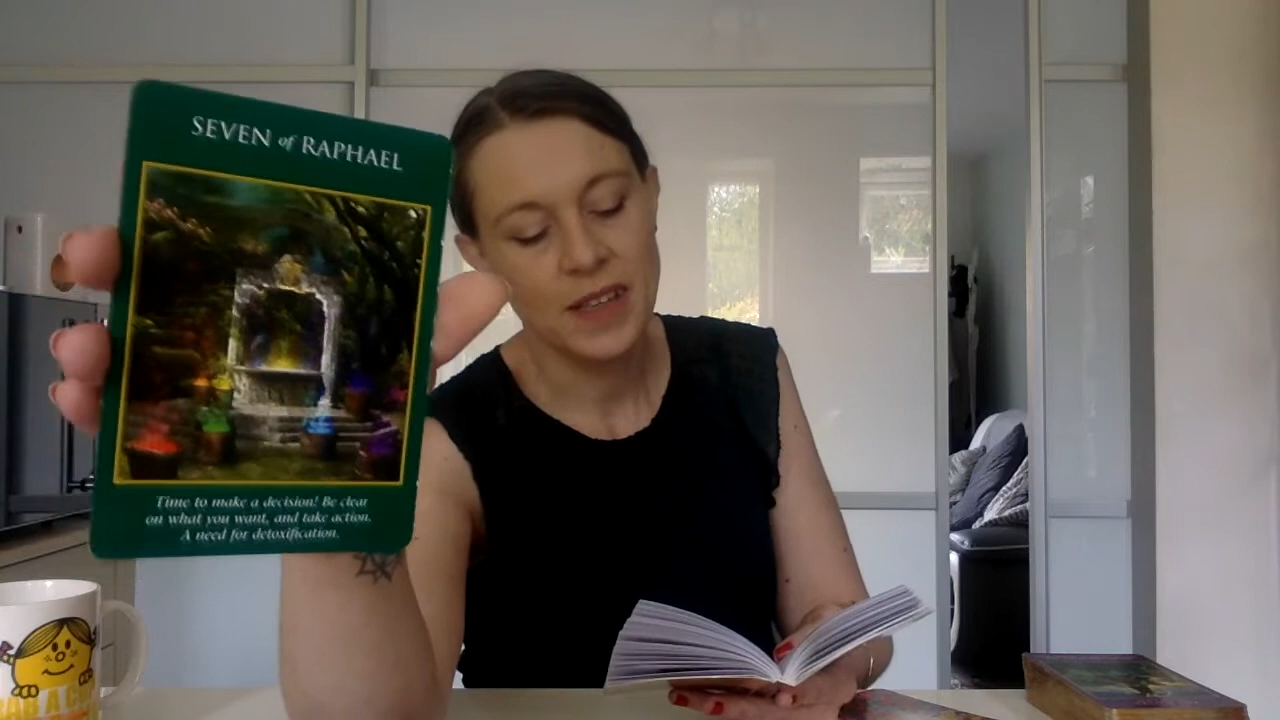 SEVEN of RAPHAEL
Time to make a decision! Be clear
on what you want, and take action.
A need for detoxification.